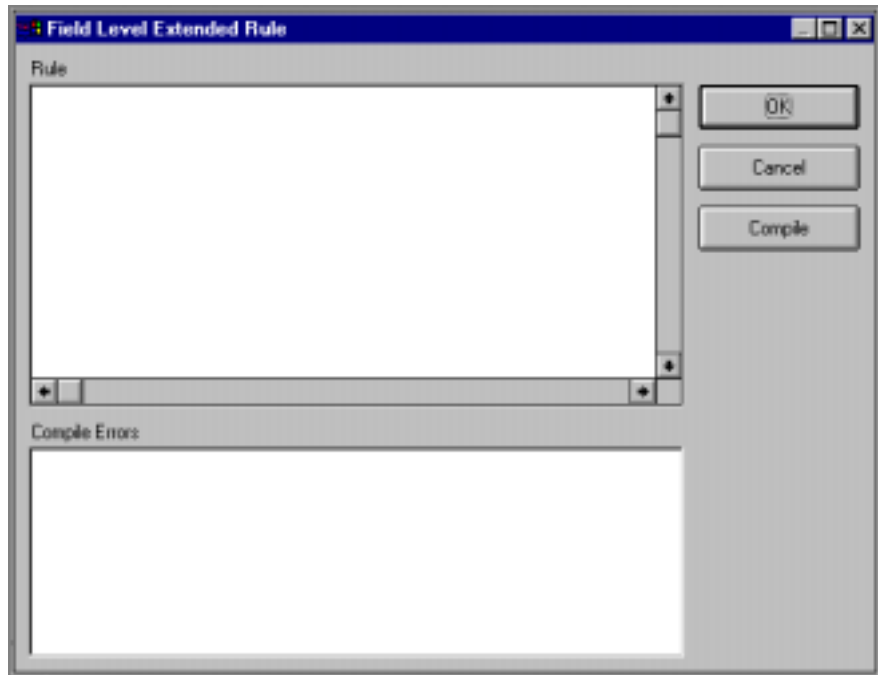 Field Level Extended Rule
Rule
OK
Cancel
Compile
Compile Errors